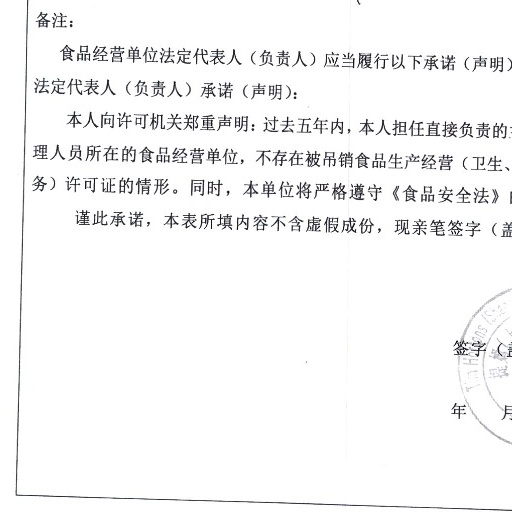 备注：
食品经营单位法定代表人（负责人）应当履行以下承诺（声明）
法定代表人（负责人）承诺（声明）：
本人向许可机关郑重声明：过去五年内，本人担任直接负责的
理人员所在的食品经营单位，不存在被吊销食品生产经营（卫生、
务）许可证的情形。同时，本单位将严格遵守《食品安全法》
谨此承诺，本表所填内容不含虚假成份，现亲笔签字（盖
签字（盖
年 月